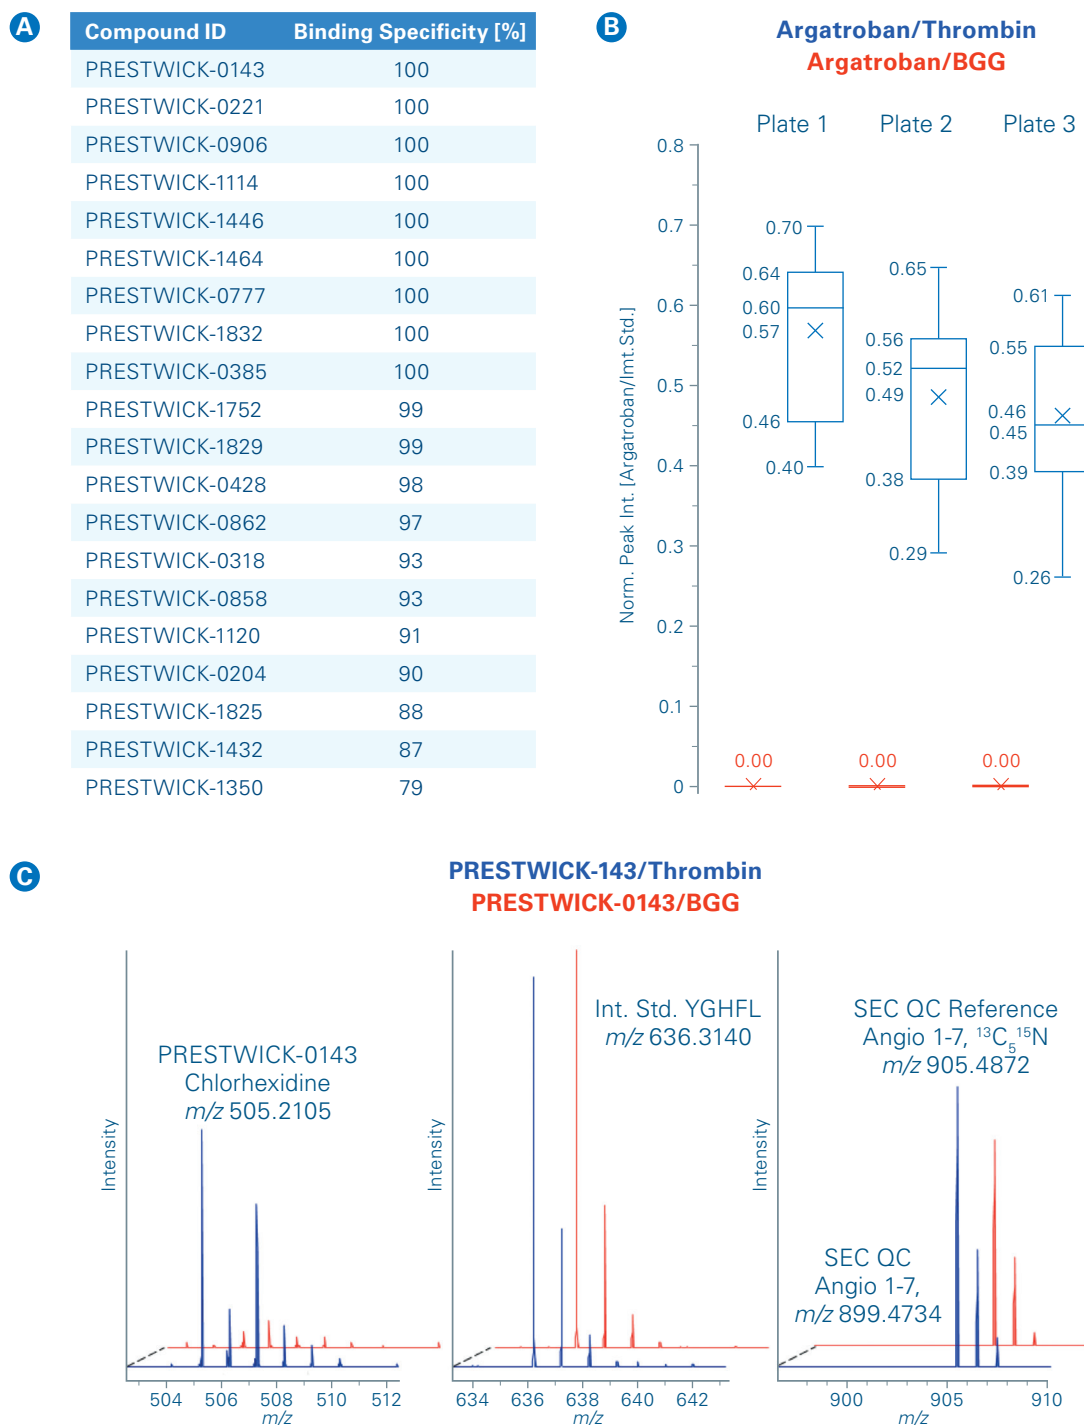 A
Compound ID Binding Specificity [%]
PRESTWICK-0143 100
PRESTWICK-0221 100
PRESTWICK-0906 100
PRESTWICK-1114 100
PRESTWICK-1446 100
PRESTWICK-1464 100
PRESTWICK-0777 100
PRESTWICK-1832 100
PRESTWICK-0385 100
PRESTWICK-1752 99
PRESTWICK-1829 99
PRESTWICK-0428 98
PRESTWICK-0862 97
PRESTWICK-0318 93
PRESTWICK-0858 93
PRESTWICK-1120 91
PRESTWICK-0204 90
PRESTWICK-1825 88
PRESTWICK-1432 87
PRESTWICK-1350 79
B
Argatroban/Thrombin
Argatroban/BGG
Plate 1 Plate 2 Plate 3
Norm. Peak Int. [Argatroban/Imt.Std.]
0.8
0.7
0.6
0.5
0.4
0.3
0.2
0.1
0
0.70
0.64
0.60
0.57
0.46
0.40
0.65
0.56
0.52
0.49
0.38
0.29
0.61
0.55
0.46
0.45
0.39
0.26
0.00 0.00 0.00
C
PRESTWICK-143/Thrombin
PRESTWICK-0143/BGG
Intensity
PRESTWICK-0143
Chlorhexidine
m/z 505.2105
504 506 508 510 512
m/z
Intensity
Int. Std. YGHFL
m/z 636.3140
634 636 638 640 642
m/z
Intensity
SEC QC Reference
Angio 1-7, ¹³C₅¹⁵N
m/z 905.4872
SEC QC
Angio 1-7,
m/z 899.4734
900 905 910
m/z